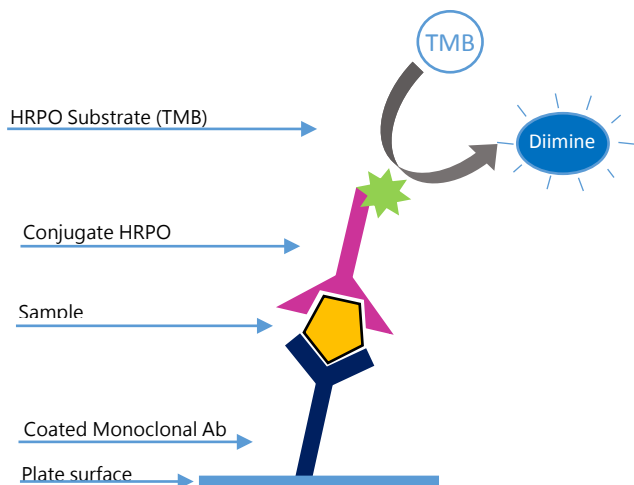 TMB
HRPO Substrate (TMB)
Diimine
Conjugate HRPO
Sample
Coated Monoclonal Ab
Plate surface